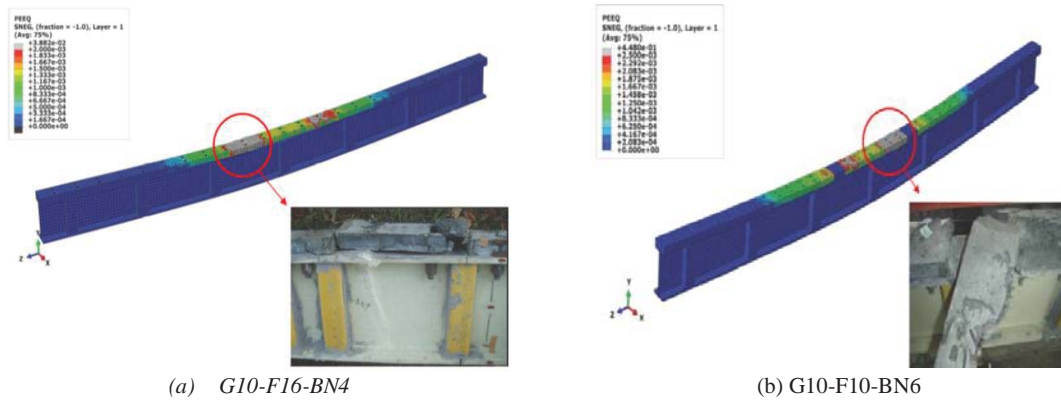 PEEQ
SNEG, (fraction = -1.0), Layer = 1
(Avg: 75%)
+3.882e-02
+2.000e-03
+1.833e-03
+1.667e-03
+1.500e-03
+1.333e-03
+1.167e-03
+1.000e-03
+8.333e-04
+6.667e-04
+5.000e-04
+3.333e-04
+1.667e-04
+0.000e+00
Y
Z
X
(a) G10-F16-BN4
PEEQ
SNEG, (fraction = -1.0), Layer = 1
(Avg: 75%)
+4.480e-01
+2.500e-03
+2.292e-03
+2.083e-03
+1.875e-03
+1.667e-03
+1.458e-03
+1.250e-03
+1.042e-03
+8.333e-04
+6.250e-04
+4.167e-04
+2.083e-04
+0.000e+00
Y
Z
X
(b) G10-F10-BN6